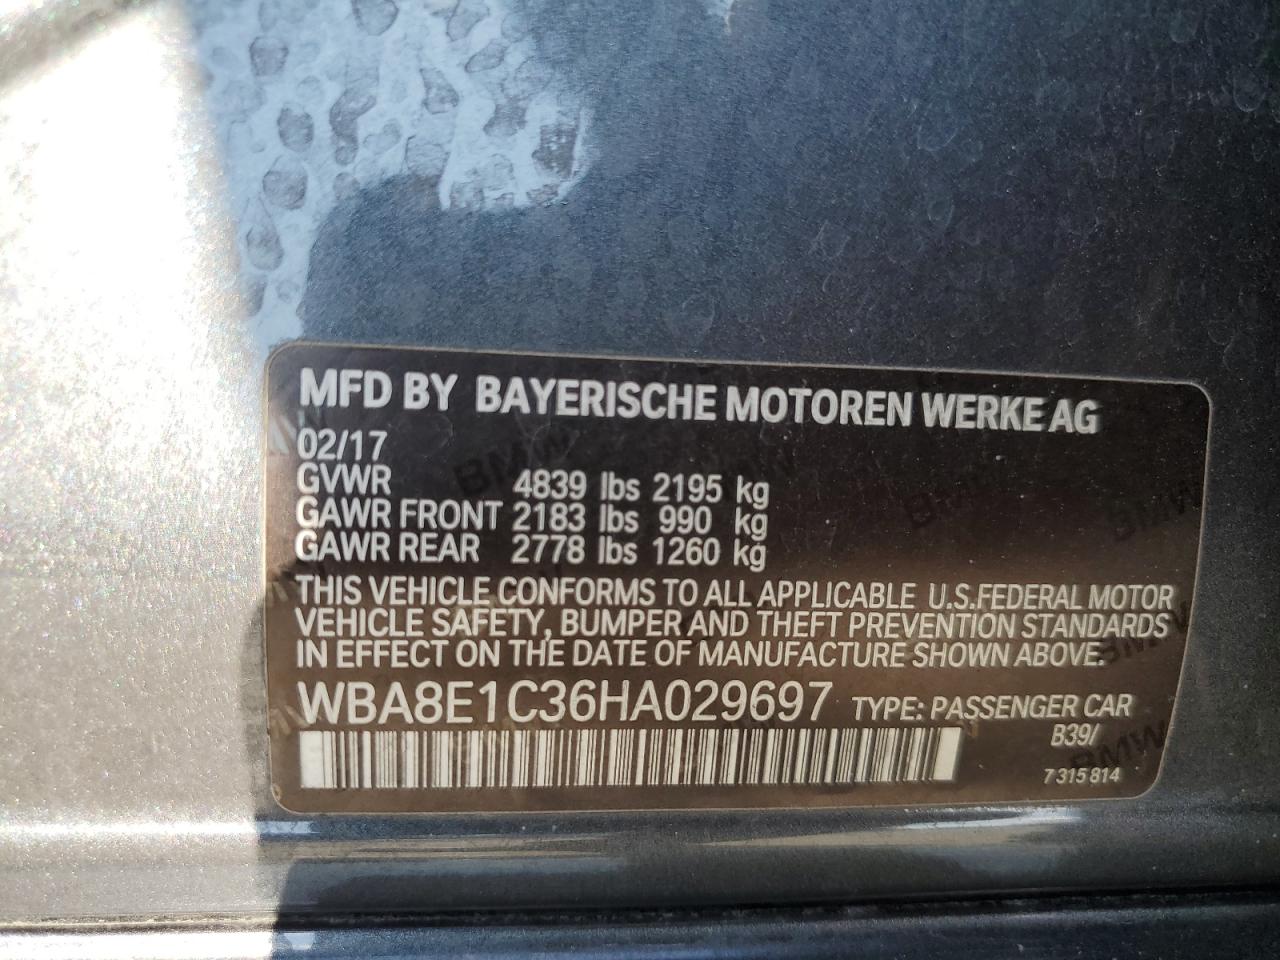 MFD BY BAYERISCHE MOTOREN WERKE AG
02/17
GVWR 4839 lbs 2195 kg
GAWR FRONT 2183 lbs 990 kg
GAWR REAR 2778 lbs 1260 kg
THIS VEHICLE CONFORMS TO ALL APPLICABLE U.S.FEDERAL MOTOR
VEHICLE SAFETY, BUMPER AND THEFT PREVENTION STANDARDS
IN EFFECT ON THE DATE OF MANUFACTURE SHOWN ABOVE.
WBA8E1C36HA029697 TYPE: PASSENGER CAR
B39/
7 315 814